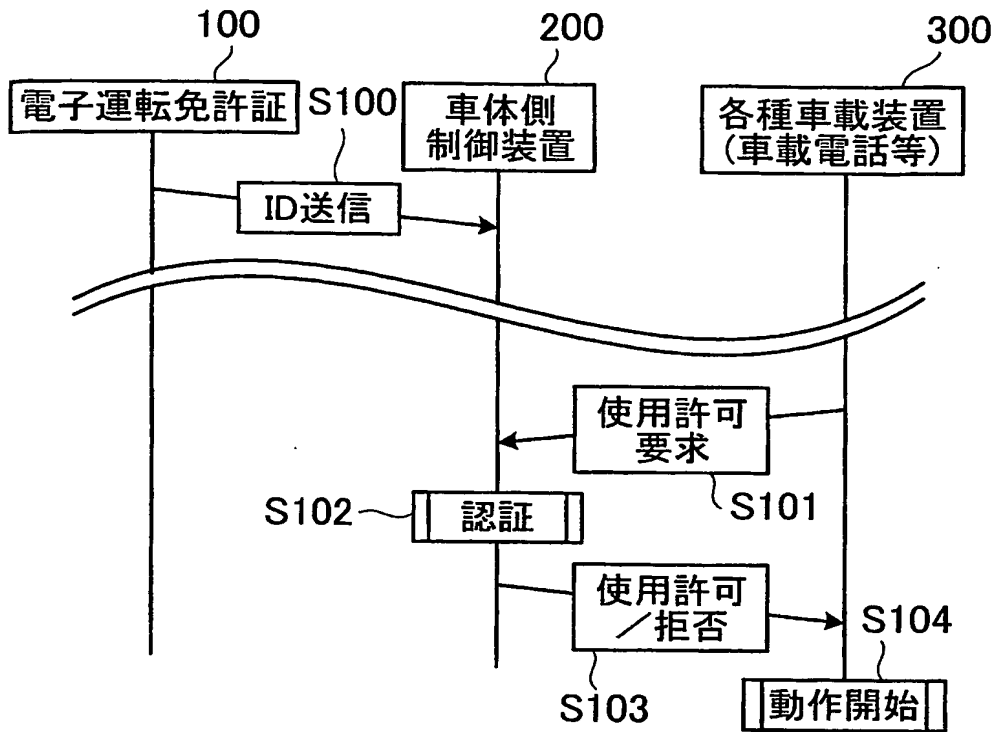 100
200
300
電子運転免許証
S100
車体側
制御装置
各種車載装置
(車載電話等)
ID送信
使用許可
要求
S101
S102
認証
使用許可
／拒否
S103
S104
動作開始